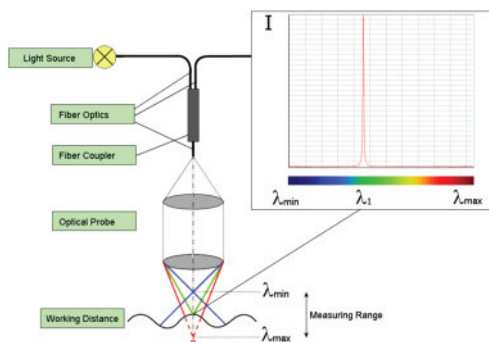 I
Light Source
λmin
λ1
λmax
Fiber Optics
Fiber Coupler
Optical Probe
λmin
Measuring Range
Working Distance
λmax